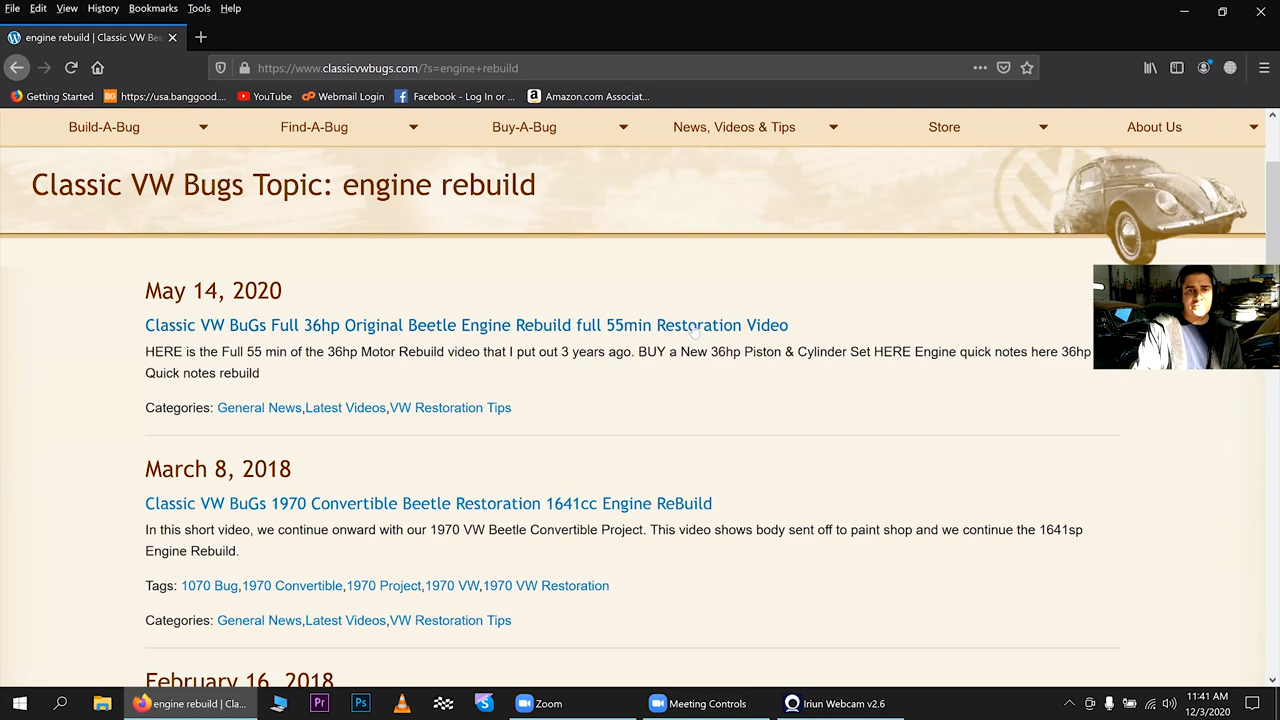 File Edit View History Bookmarks Tools Help
engine rebuild | Classic VW Bee
https://www.classicvwbugs.com/?s=engine+rebuild
Getting Started https://usa.banggood.... YouTube Webmail Login Facebook - Log In or ... Amazon.com Associat...
Build-A-Bug Find-A-Bug Buy-A-Bug News, Videos & Tips Store About Us
Classic VW Bugs Topic: engine rebuild
May 14, 2020
Classic VW BuGs Full 36hp Original Beetle Engine Rebuild full 55min Restoration Video
HERE is the Full 55 min of the 36hp Motor Rebuild video that I put out 3 years ago. BUY a New 36hp Piston & Cylinder Set HERE Engine quick notes here 36hp
Quick notes rebuild
Categories: General News,Latest Videos,VW Restoration Tips
March 8, 2018
Classic VW BuGs 1970 Convertible Beetle Restoration 1641cc Engine ReBuild
In this short video, we continue onward with our 1970 VW Beetle Convertible Project. This video shows body sent off to paint shop and we continue the 1641sp
Engine Rebuild.
Tags: 1070 Bug,1970 Convertible,1970 Project,1970 VW,1970 VW Restoration
Categories: General News,Latest Videos,VW Restoration Tips
February 16, 2018
engine rebuild | Cla... Zoom Meeting Controls Iriun Webcam v2.6
11:41 AM
12/3/2020